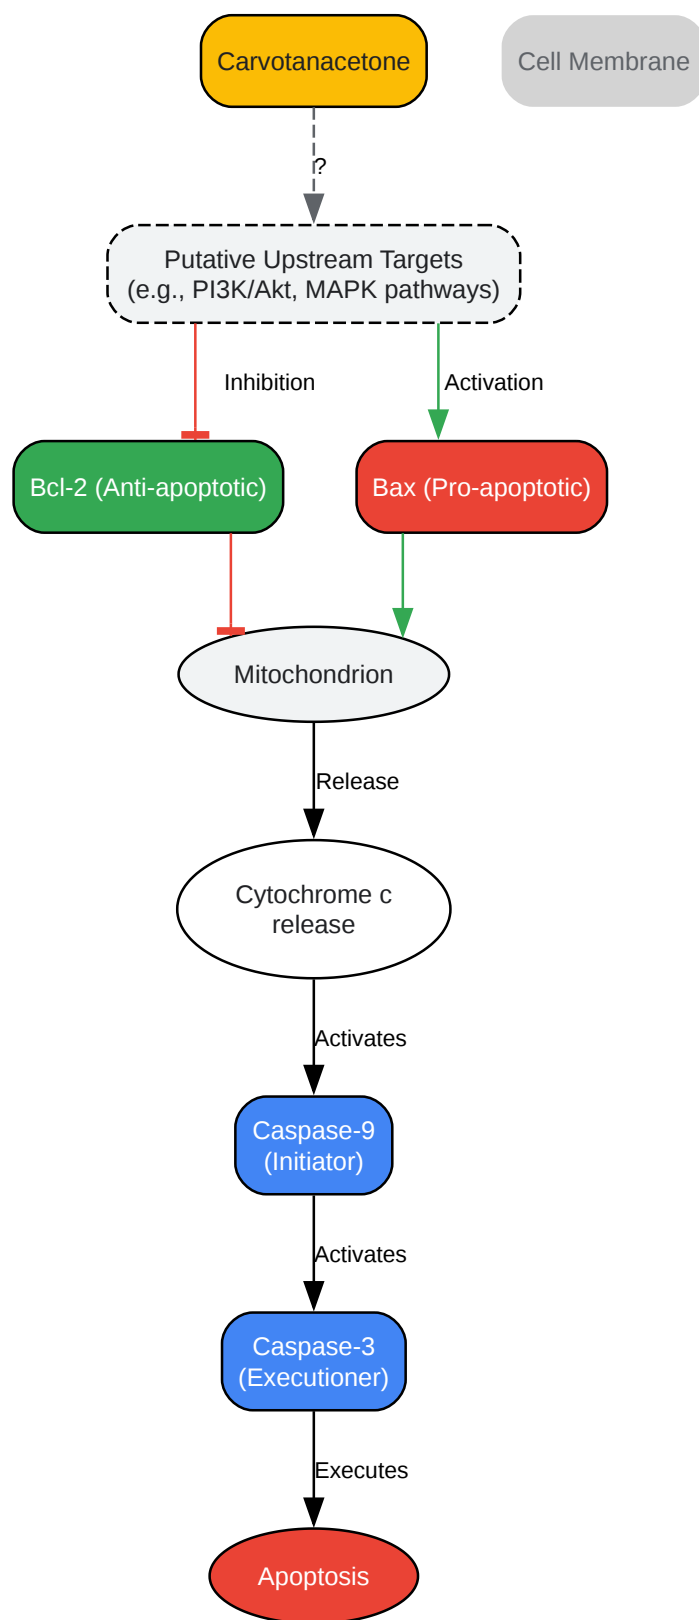 Carvotanacetone
Cell Membrane
?
Putative Upstream Targets
(e.g., PI3K/Akt, MAPK pathways)
Inhibition
Activation
Bcl-2 (Anti-apoptotic)
Bax (Pro-apoptotic)
Mitochondrion
Release
Cytochrome c
release
Activates
Caspase-9
(Initiator)
Activates
Caspase-3
(Executioner)
Executes
Apoptosis